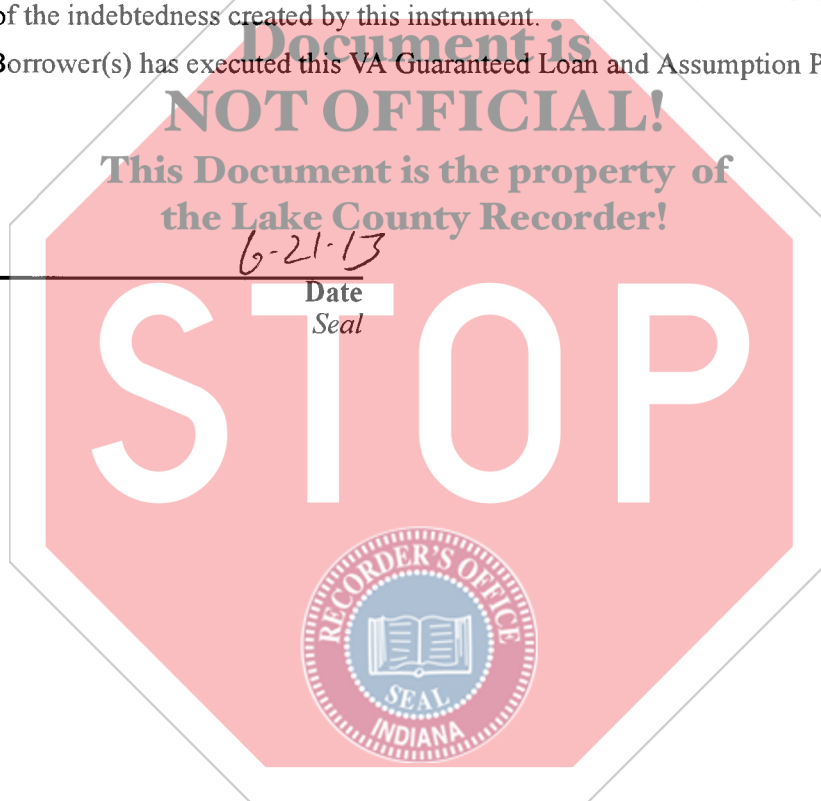 of the indebtedness created by this instrument.
Document is
Borrower(s) has executed this VA Guaranteed Loan and Assumption P
NOT OFFICIAL!
This Document is the property of
the Lake County Recorder!
6-21-13
Date
Seal
STOP
RECORDER'S OFFICE
SEAL
INDIANA